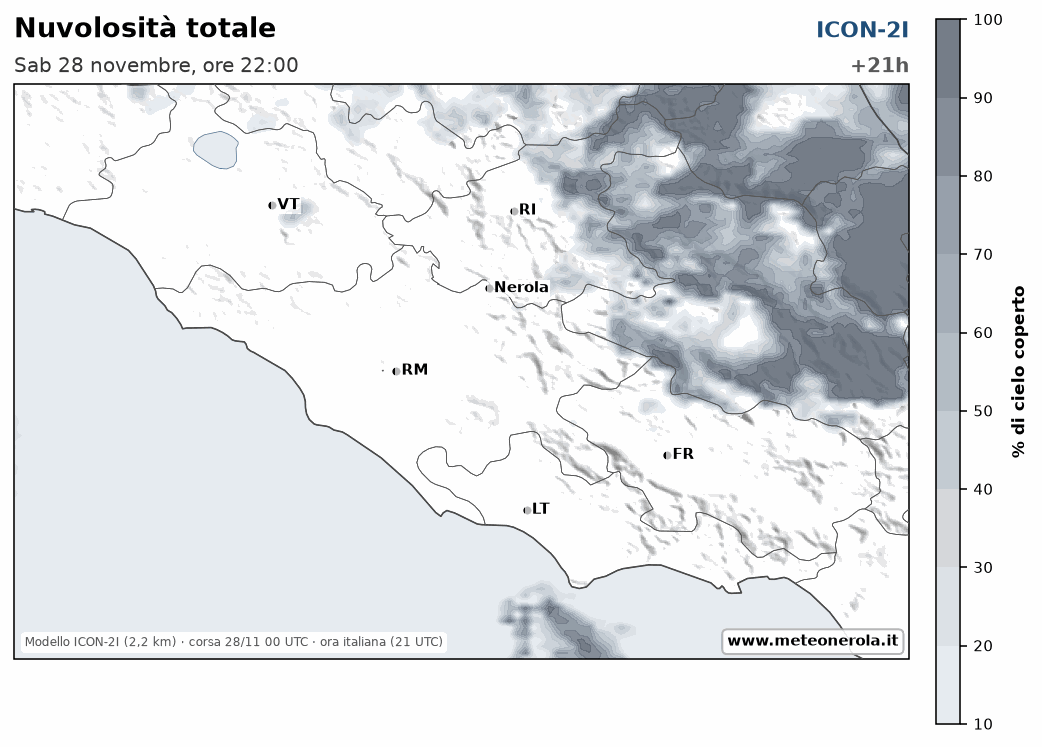 Nuvolosità totale
ICON-2I
Sab 28 novembre, ore 22:00
+21h
100
90
80
70
60
50
40
30
20
10
% di cielo coperto
VT
RI
Nerola
RM
FR
LT
Modello ICON-2I (2,2 km) · corsa 28/11 00 UTC · ora italiana (21 UTC)
www.meteonerola.it